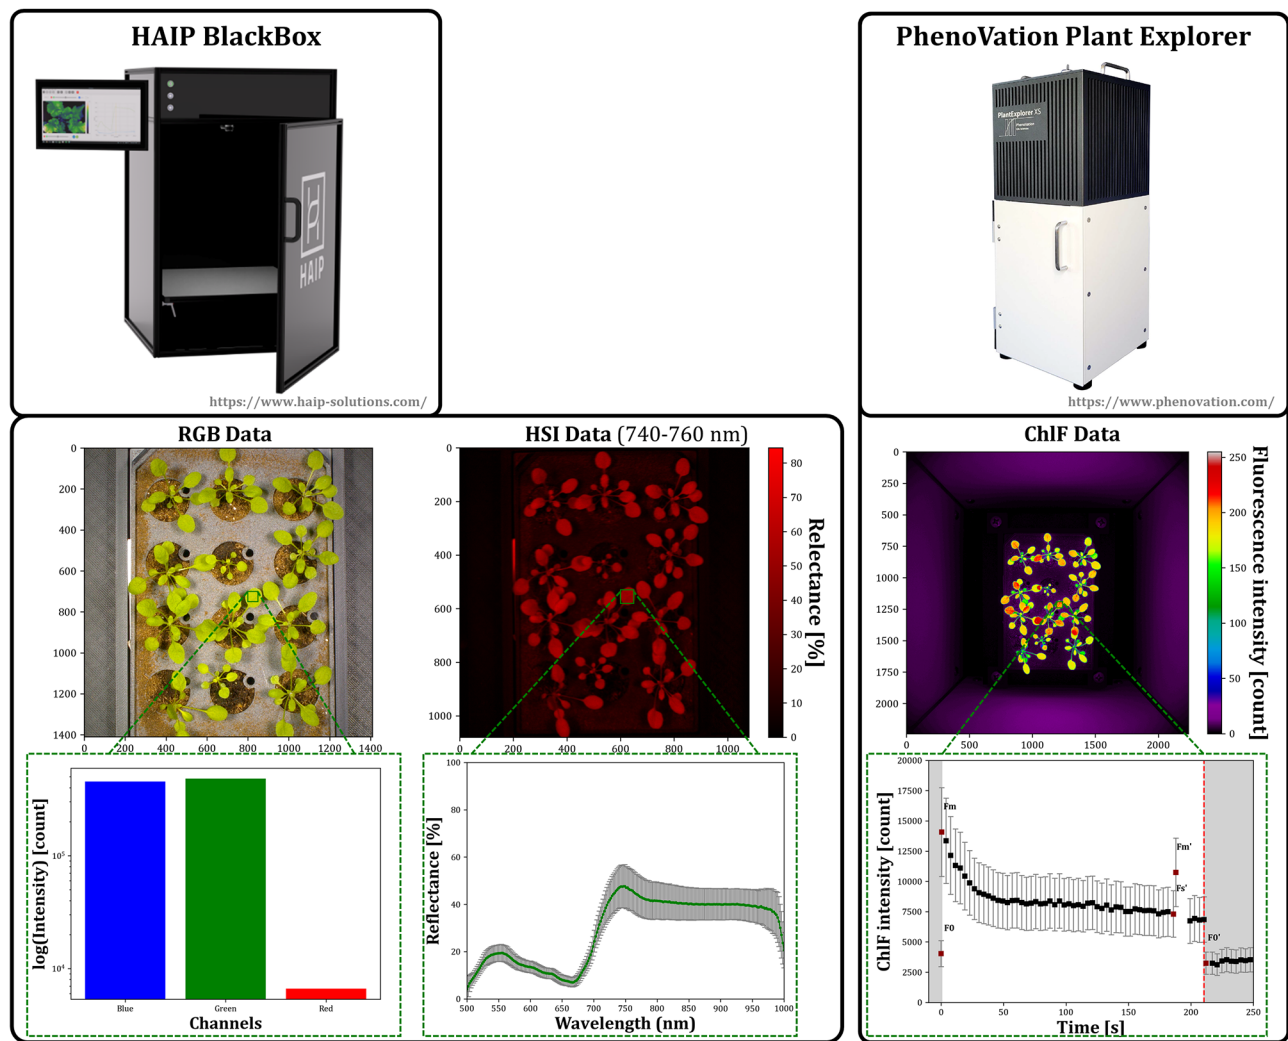 HAIP BlackBox
PhenoVation Plant Explorer
HAIP
PlantExplorer XS
https://www.haip-solutions.com/
https://www.phenovation.com/
RGB Data
0
200
400
600
800
1000
1200
1400
0 200 400 600 800 1000 1200 1400
HSI Data (740-760 nm)
0
200
400
600
800
1000
0 200 400 600 800 1000
80
70
60
50
40
30
20
10
0
Relectance [%]
ChlF Data
0
250
500
750
1000
1250
1500
1750
2000
0 500 1000 1500 2000
250
200
150
100
50
0
Fluorescence intensity [count]
log(Intensity) [count]
10⁵
10⁴
Blue Green Red
Channels
Reflectance [%]
100
80
60
40
20
0
500 550 600 650 700 750 800 850 900 950 1000
Wavelength (nm)
ChlF intensity [count]
20000
17500
15000
12500
10000
7500
5000
2500
0
Fm
F0
Fm'
Fs'
F0'
0 50 100 150 200 250
Time [s]